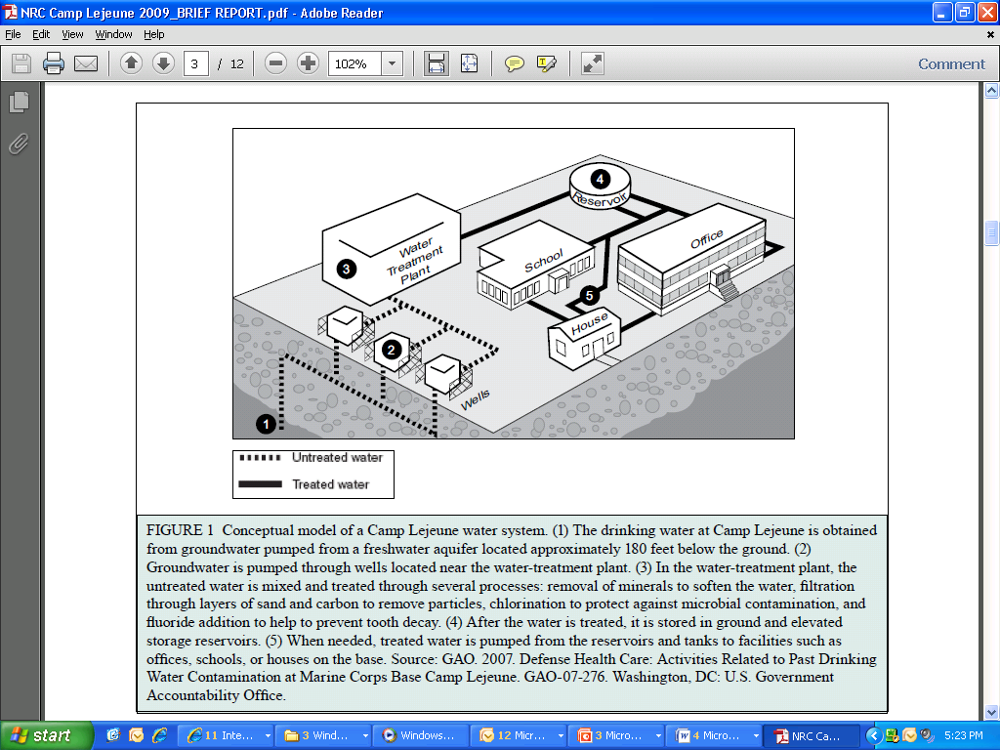 NRC Camp Lejeune 2009_BRIEF REPORT.pdf - Adobe Reader
File Edit View Window Help
3 / 12 102% Comment
4
Reservoir
Office
Water
Treatment
Plant
3
School
5
House
2
Wells
1
Untreated water
Treated water
FIGURE 1 Conceptual model of a Camp Lejeune water system. (1) The drinking water at Camp Lejeune is obtained
from groundwater pumped from a freshwater aquifer located approximately 180 feet below the ground. (2)
Groundwater is pumped through wells located near the water-treatment plant. (3) In the water-treatment plant, the
untreated water is mixed and treated through several processes: removal of minerals to soften the water, filtration
through layers of sand and carbon to remove particles, chlorination to protect against microbial contamination, and
fluoride addition to help to prevent tooth decay. (4) After the water is treated, it is stored in ground and elevated
storage reservoirs. (5) When needed, treated water is pumped from the reservoirs and tanks to facilities such as
offices, schools, or houses on the base. Source: GAO. 2007. Defense Health Care: Activities Related to Past Drinking
Water Contamination at Marine Corps Base Camp Lejeune. GAO-07-276. Washington, DC: U.S. Government
Accountability Office.
start 11 Inte... 3 Wind... Windows... 12 Micr... 3 Micro... 4 Micro... NRC Ca... 5:23 PM